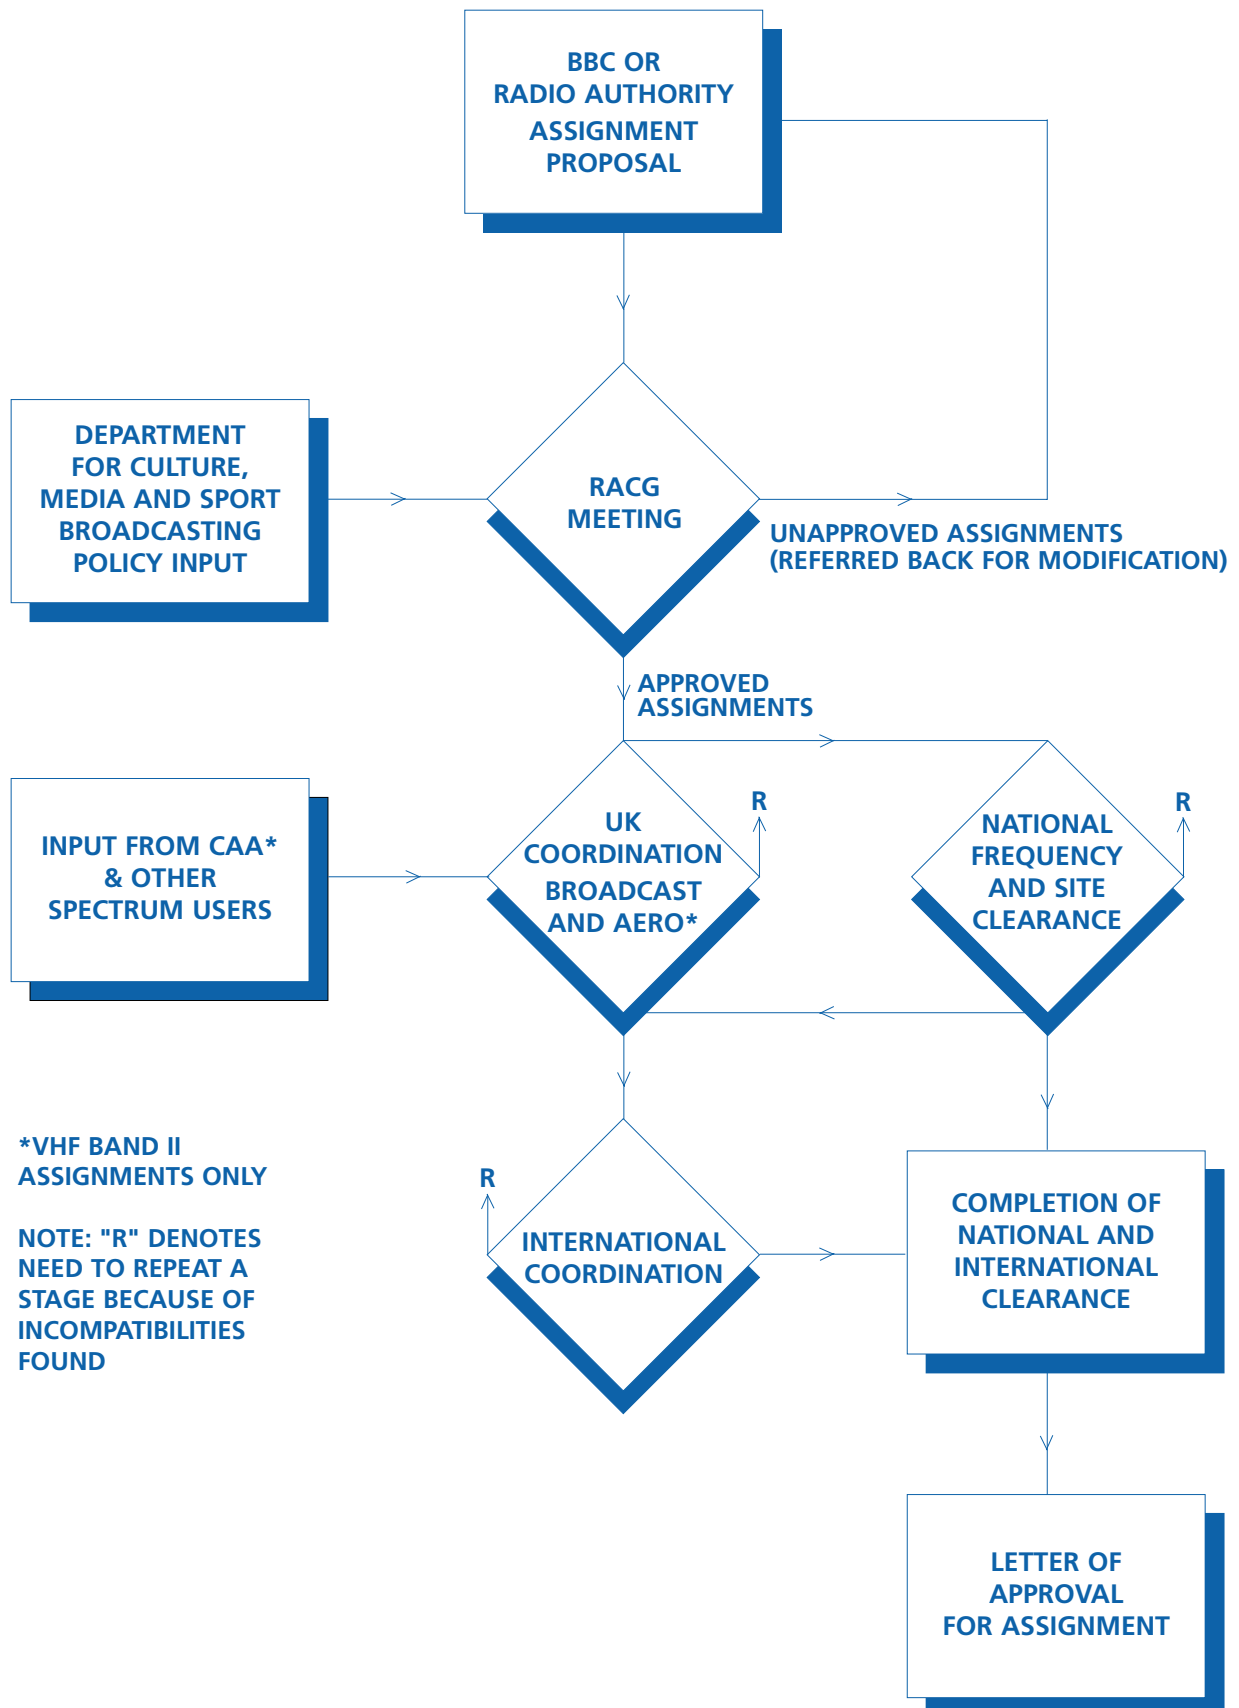 BBC OR
RADIO AUTHORITY
ASSIGNMENT
PROPOSAL
DEPARTMENT
FOR CULTURE,
MEDIA AND SPORT
BROADCASTING
POLICY INPUT
RACG
MEETING
UNAPPROVED ASSIGNMENTS
(REFERRED BACK FOR MODIFICATION)
APPROVED
ASSIGNMENTS
INPUT FROM CAA*
& OTHER
SPECTRUM USERS
UK
COORDINATION
BROADCAST
AND AERO*
R
NATIONAL
FREQUENCY
AND SITE
CLEARANCE
R
*VHF BAND II
ASSIGNMENTS ONLY
NOTE: "R" DENOTES
NEED TO REPEAT A
STAGE BECAUSE OF
INCOMPATIBILITIES
FOUND
R
INTERNATIONAL
COORDINATION
COMPLETION OF
NATIONAL AND
INTERNATIONAL
CLEARANCE
LETTER OF
APPROVAL
FOR ASSIGNMENT